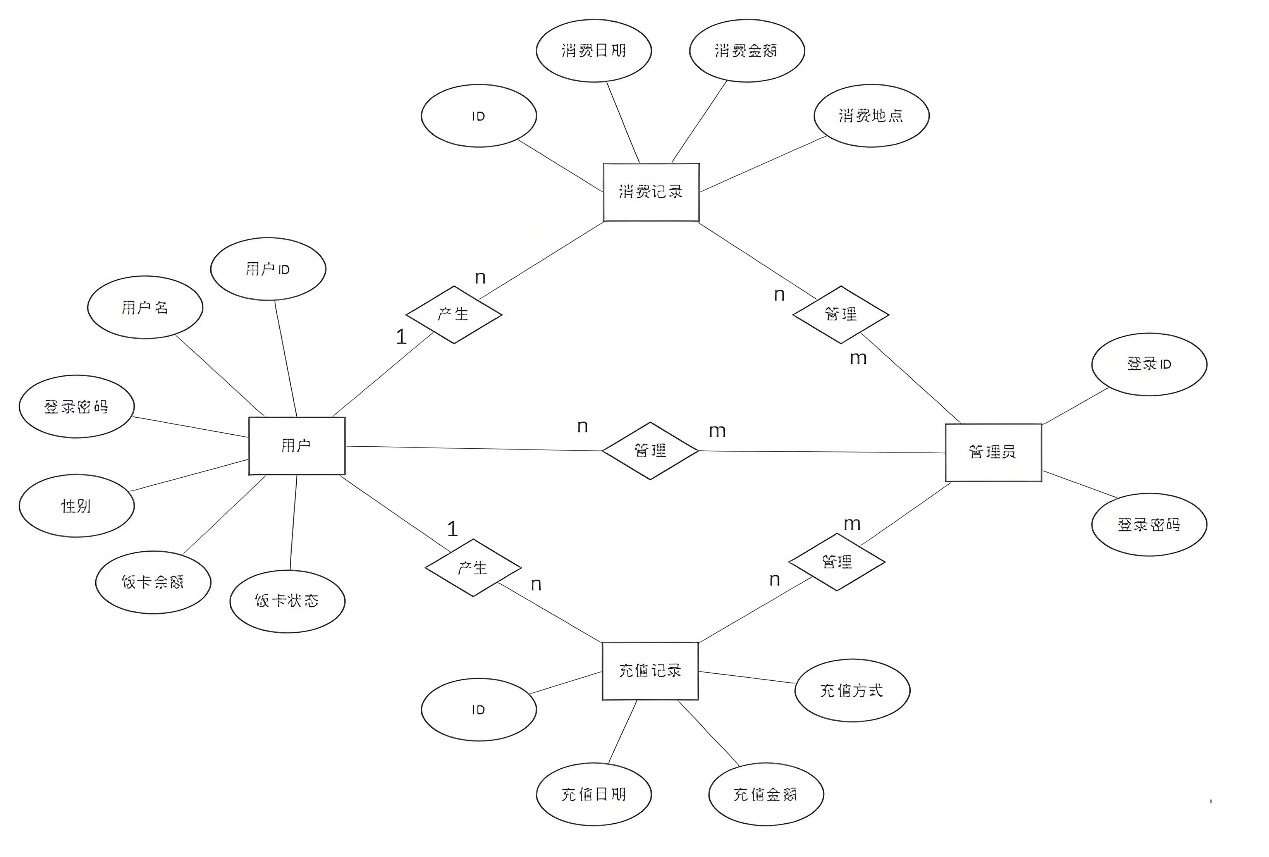 消费日期
消费金额
ID
消费地点
消费记录
用户ID
n
n
用户名
产生
管理
1
m
登录ID
登录密码
n
m
用户
管理
管理员
性别
1
m
登录密码
产生
管理
n
n
饭卡余额
饭卡状态
充值记录
ID
充值方式
充值日期
充值金额